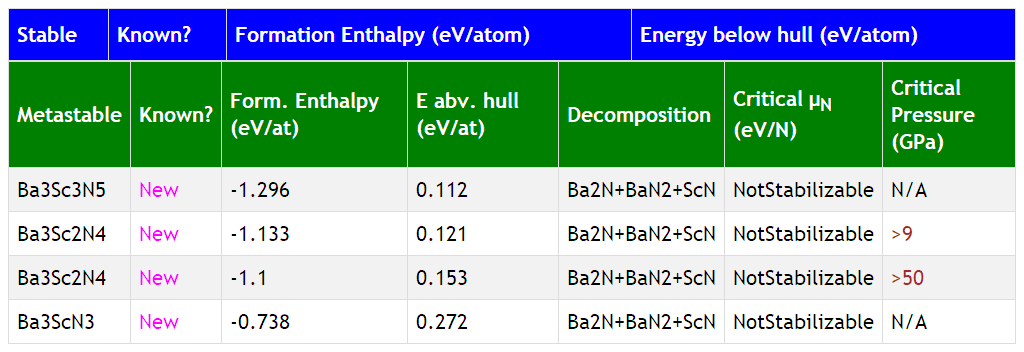 Stable Known? Formation Enthalpy (eV/atom) Energy below hull (eV/atom)
Metastable Known? Form. Enthalpy (eV/at) E abv. hull (eV/at) Decomposition Critical μN (eV/N) Critical Pressure (GPa)
Ba3Sc3N5 New -1.296 0.112 Ba2N+BaN2+ScN NotStabilizable N/A
Ba3Sc2N4 New -1.133 0.121 Ba2N+BaN2+ScN NotStabilizable >9
Ba3Sc2N4 New -1.1 0.153 Ba2N+BaN2+ScN NotStabilizable >50
Ba3ScN3 New -0.738 0.272 Ba2N+BaN2+ScN NotStabilizable N/A